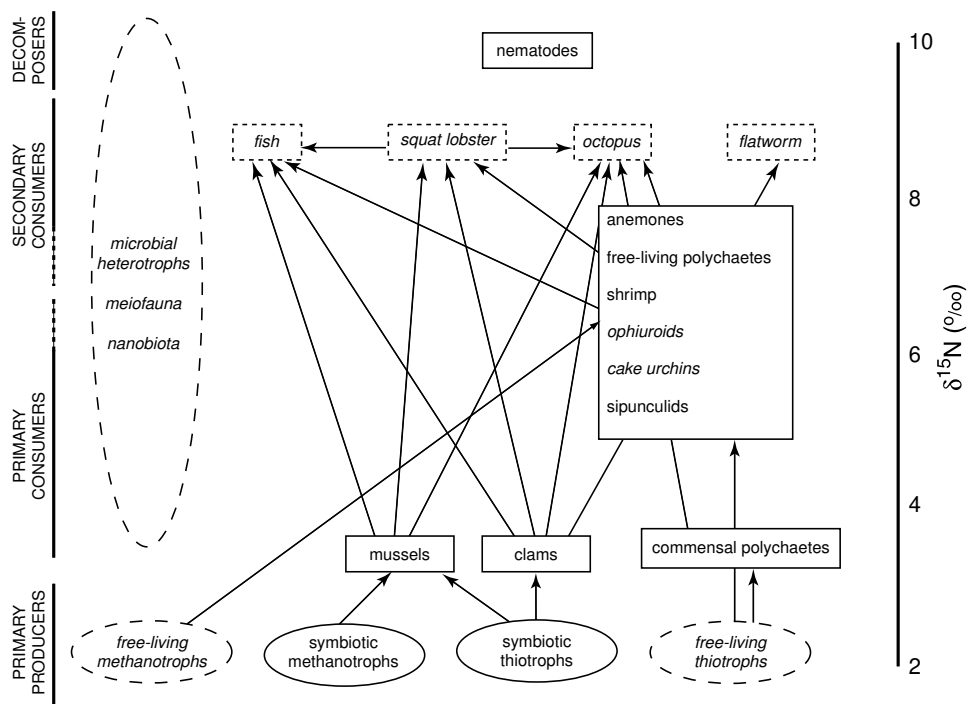 DECOM-
POSERS
SECONDARY
CONSUMERS
PRIMARY
CONSUMERS
PRIMARY
PRODUCERS
microbial
heterotrophs
meiofauna
nanobiota
nematodes
fish
squat lobster
octopus
flatworm
anemones
free-living polychaetes
shrimp
ophiuroids
cake urchins
sipunculids
mussels
clams
commensal polychaetes
free-living
methanotrophs
symbiotic
methanotrophs
symbiotic
thiotrophs
free-living
thiotrophs
10
8
6
4
2
δ¹⁵N (‰)